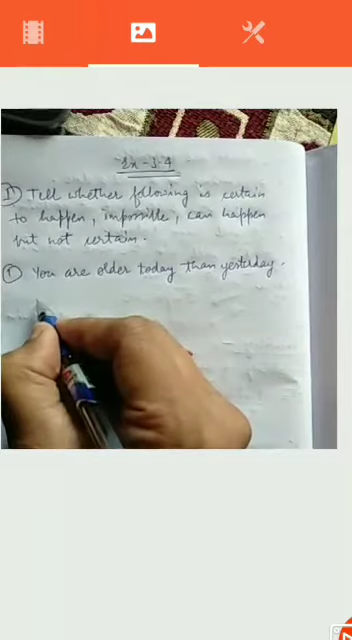 Ex - 3.4
1) Tell whether following is certain
to happen, impossible, can happen
but not certain.
① You are older today than yesterday.